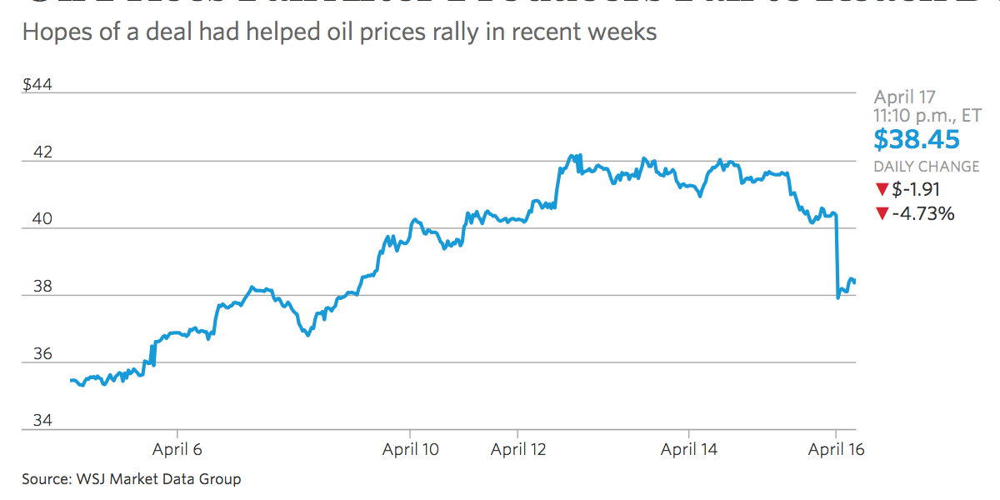 Hopes of a deal had helped oil prices rally in recent weeks
$44
42
40
38
36
34
April 6
April 10
April 12
April 14
April 16
April 17
11:10 p.m., ET
$38.45
DAILY CHANGE
▼$-1.91
▼-4.73%
Source: WSJ Market Data Group